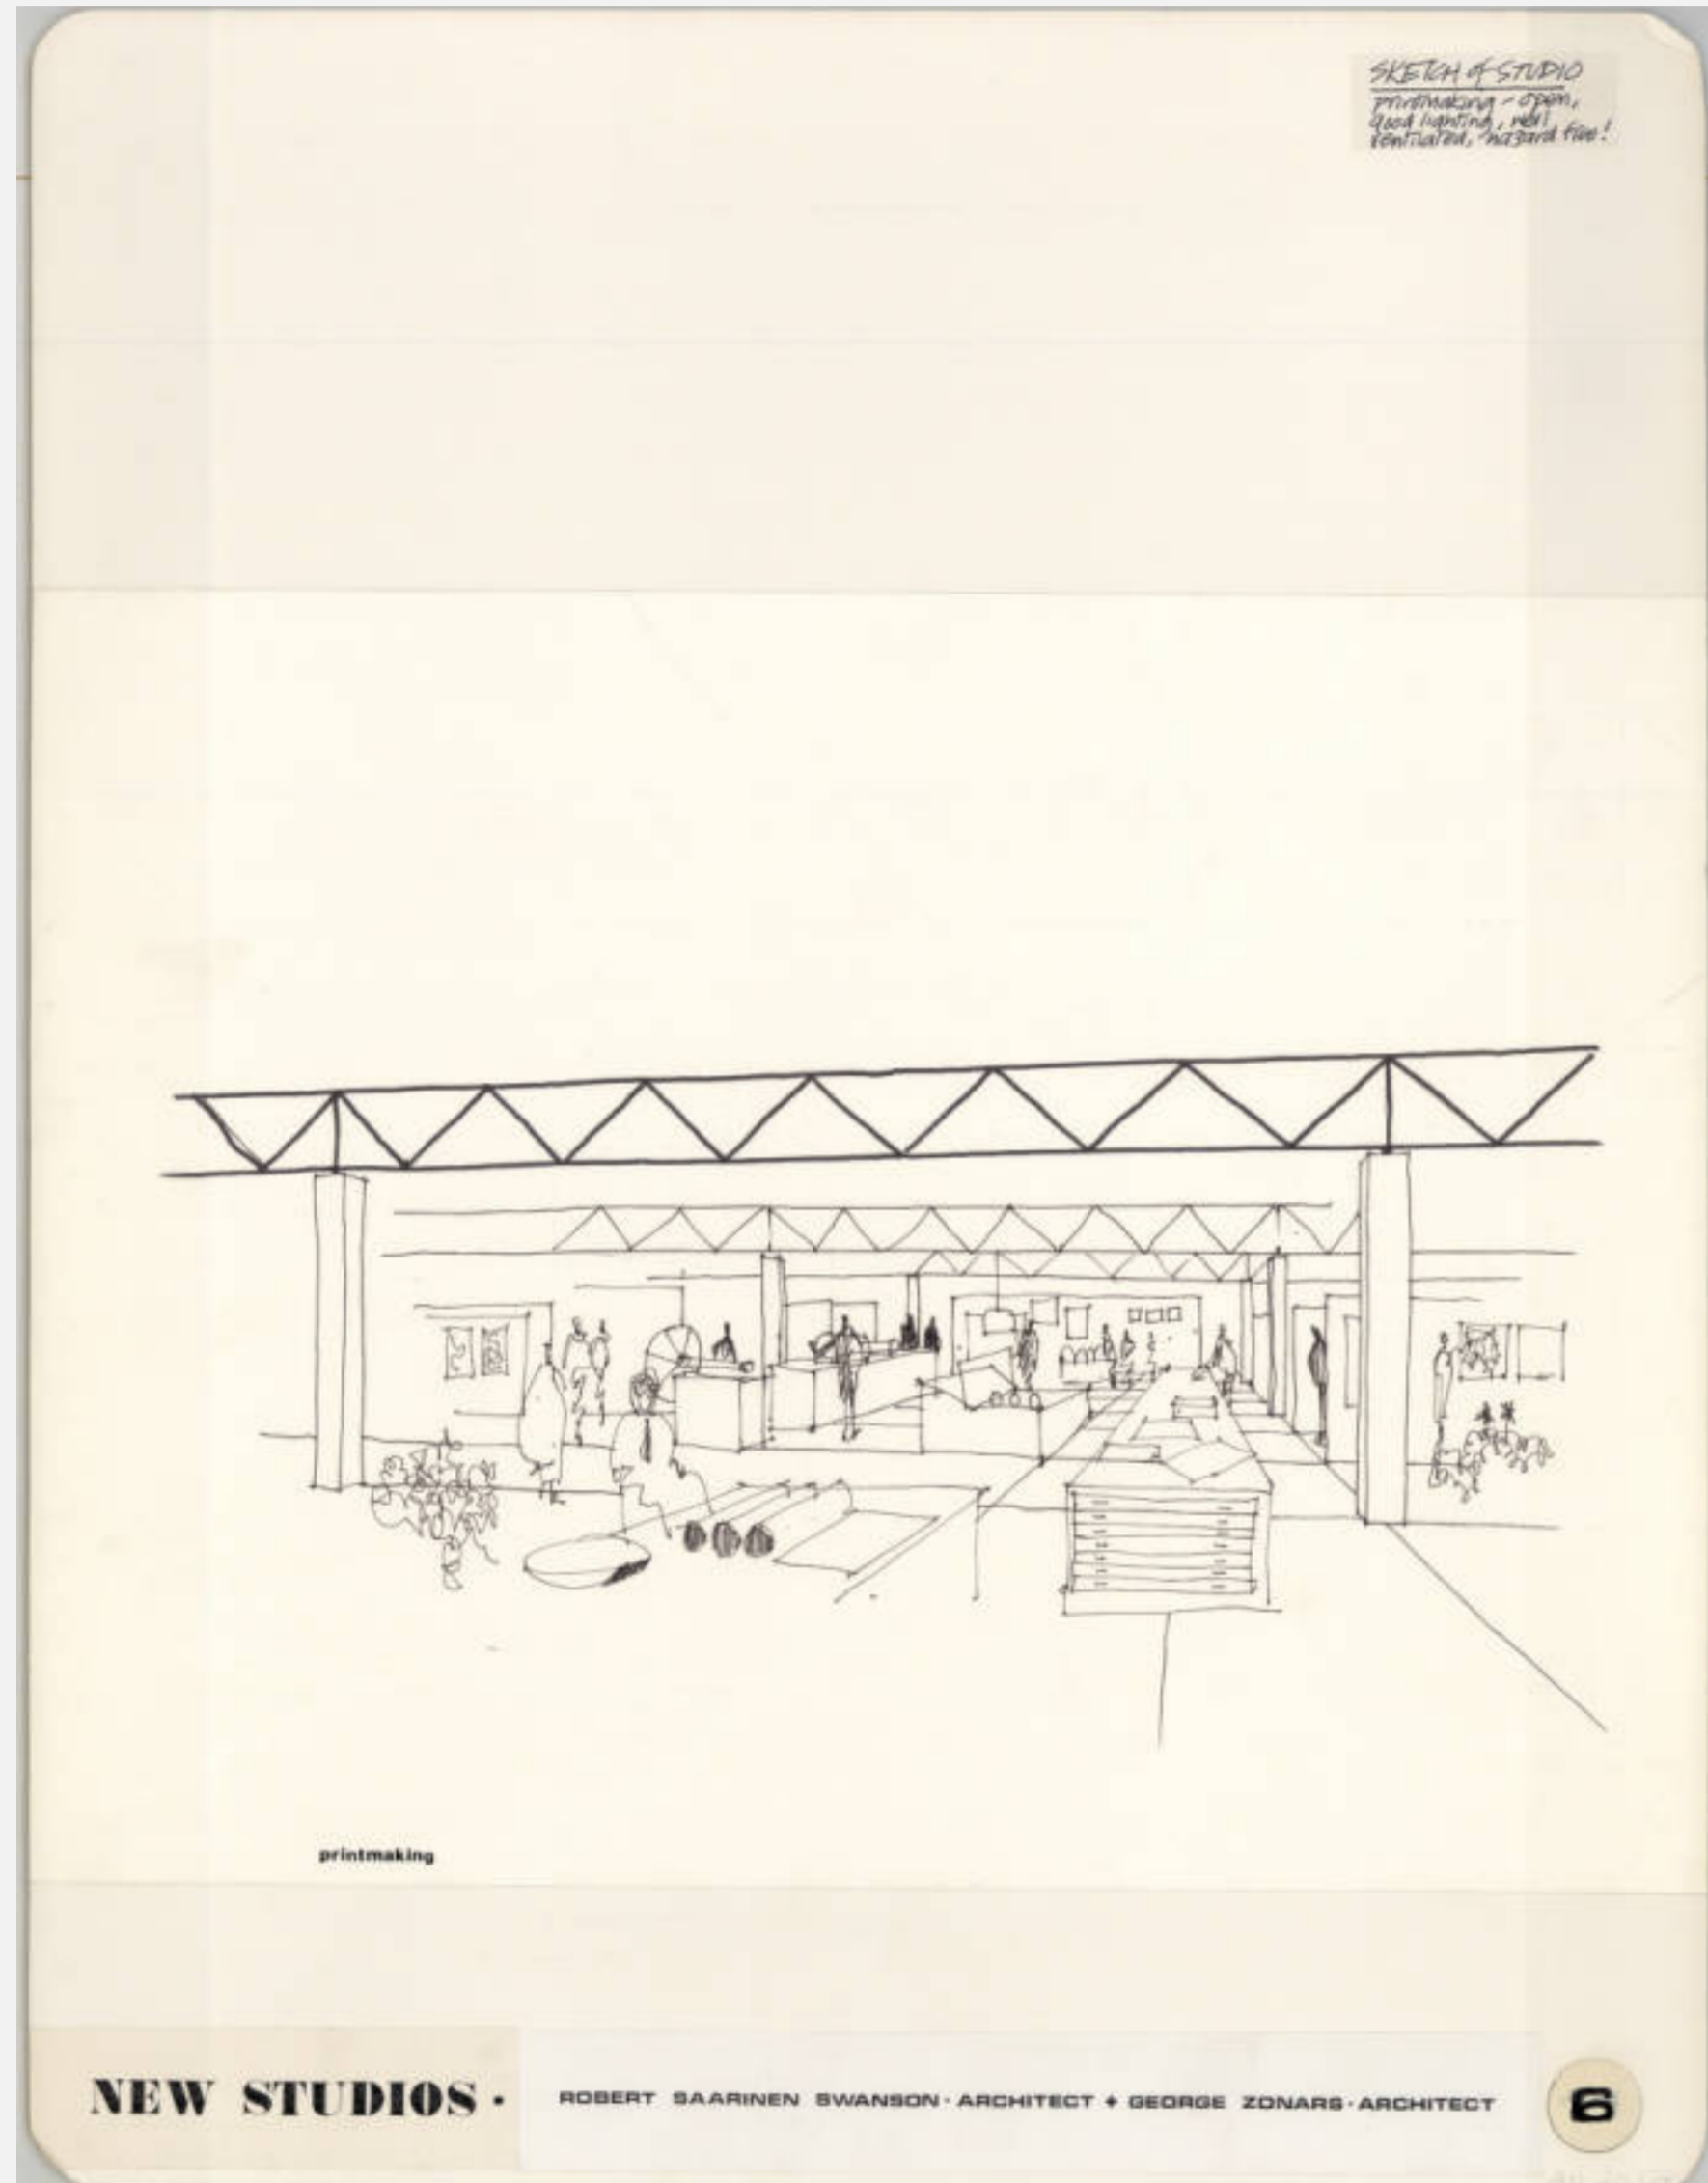 SKETCH of STUDIO
printmaking - open,
good lighting, well
ventilated, hazard free!
printmaking
NEW STUDIOS · ROBERT SAARINEN SWANSON · ARCHITECT + GEORGE ZONARS · ARCHITECT 6